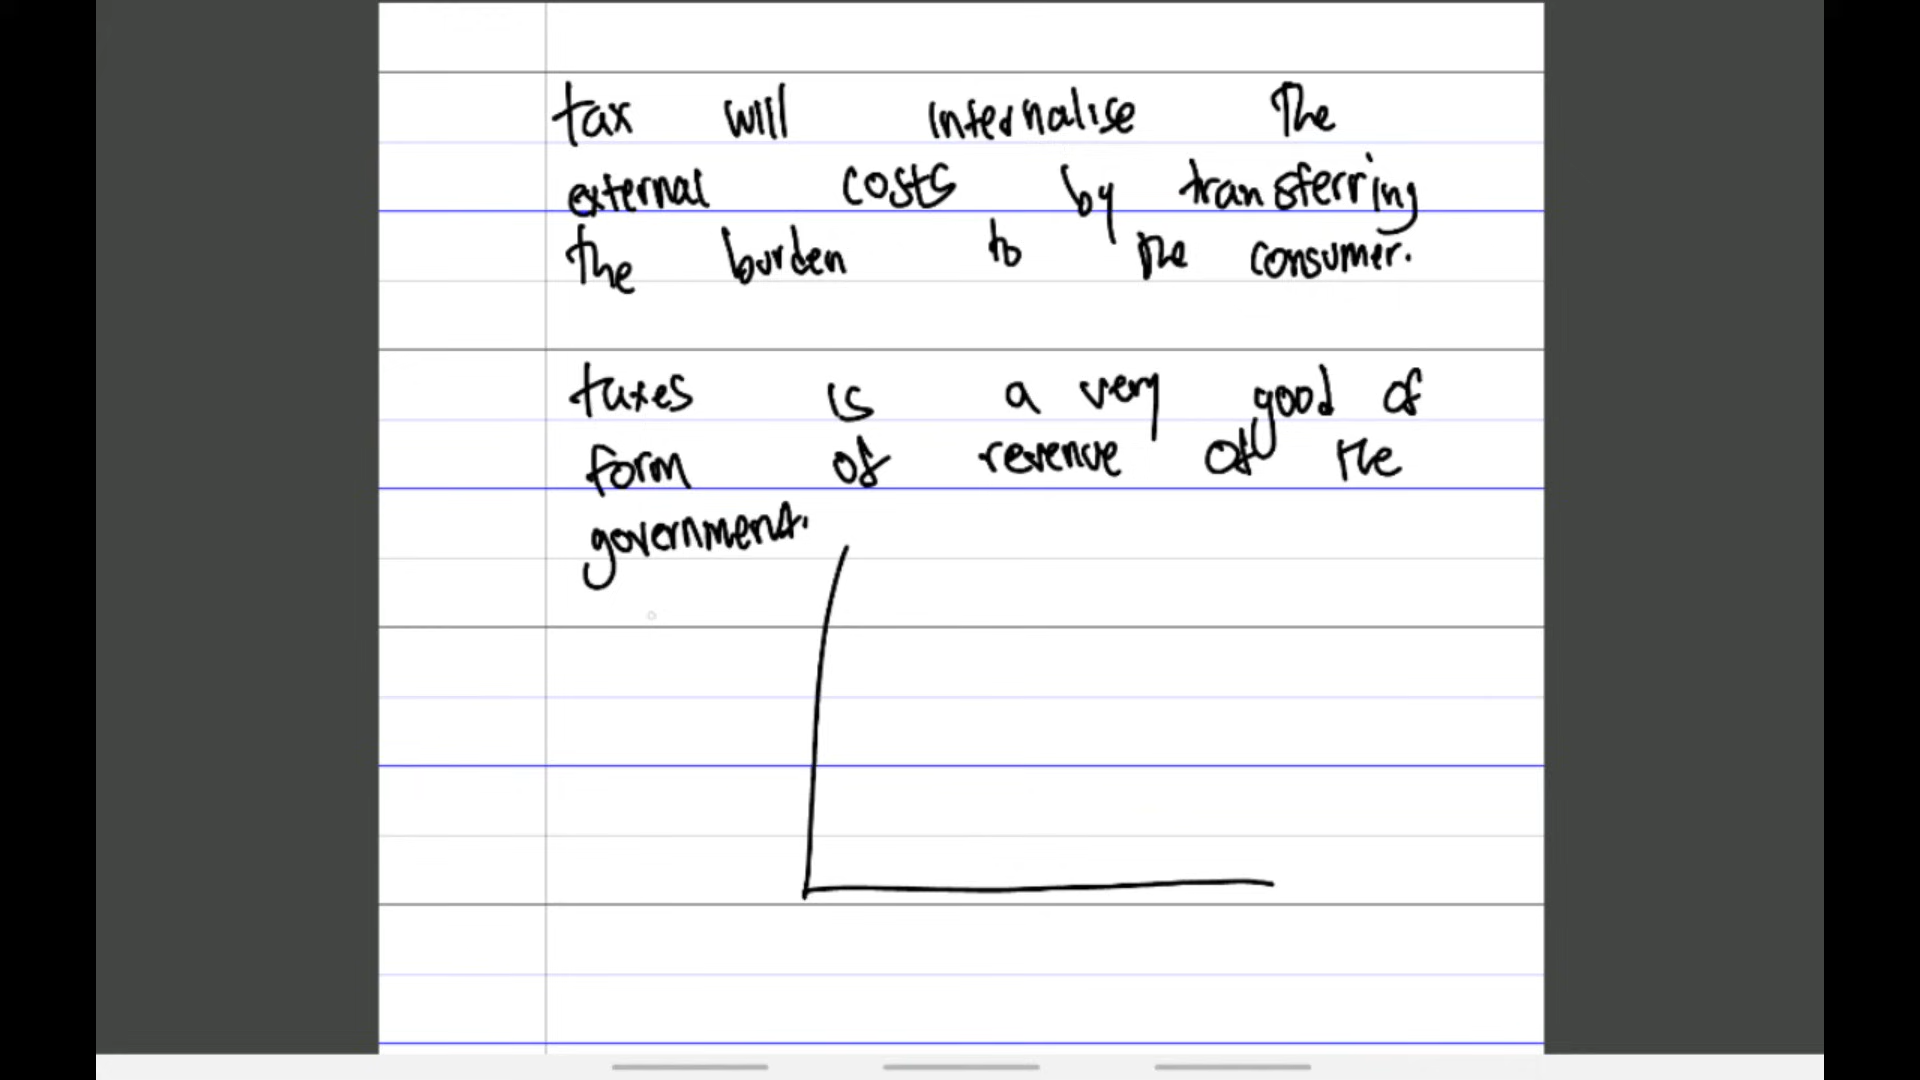 tax will internalise the
external costs by transferring
the burden to the consumer.
taxes is a very good of
form of revenue of the
government.